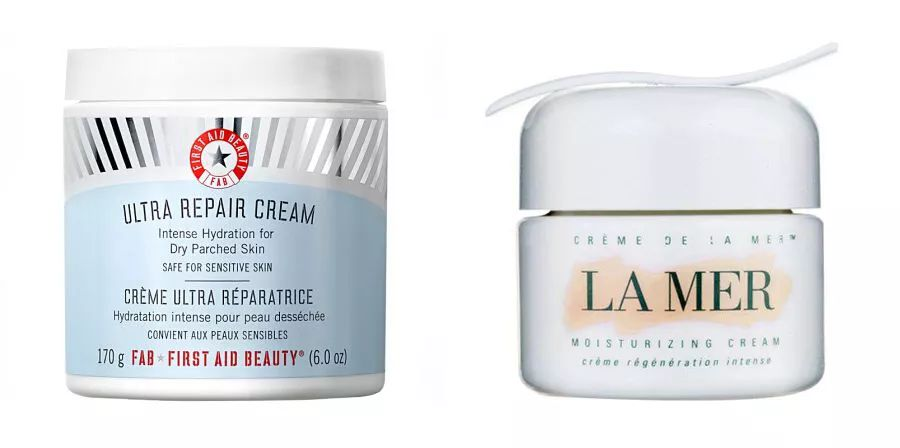 FIRST AID BEAUTY®
FAB
ULTRA REPAIR CREAM
Intense Hydration for
Dry Parched Skin
SAFE FOR SENSITIVE SKIN
CRÈME ULTRA RÉPARATRICE
Hydratation intense pour peau desséchée
CONVIENT AUX PEAUX SENSIBLES
170 g FAB★FIRST AID BEAUTY® (6.0 oz)
CRÈME DE LA MER™
LA MER
MOISTURIZING CREAM
crème régénération intense